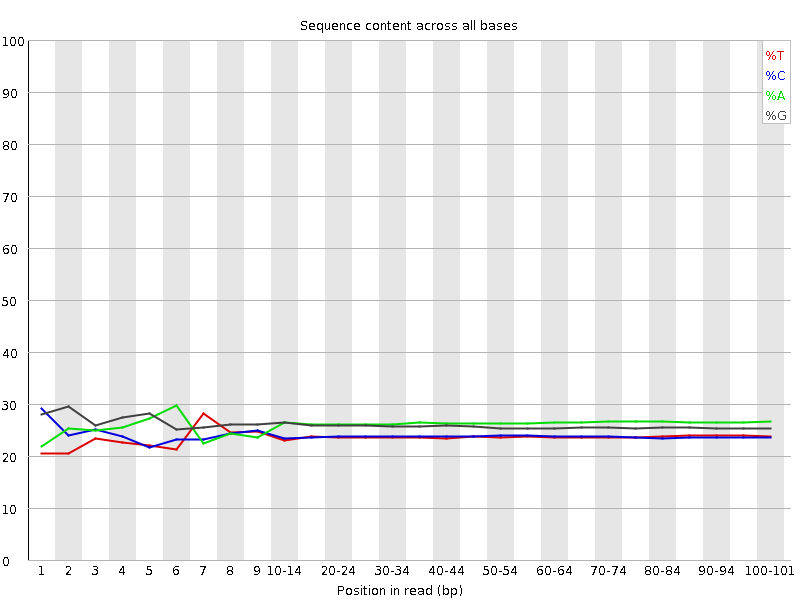 Sequence content across all bases
100
90
80
70
60
50
40
30
20
10
0
%T
%C
%A
%G
1 2 3 4 5 6 7 8 9 10-14 20-24 30-34 40-44 50-54 60-64 70-74 80-84 90-94 100-101
Position in read (bp)